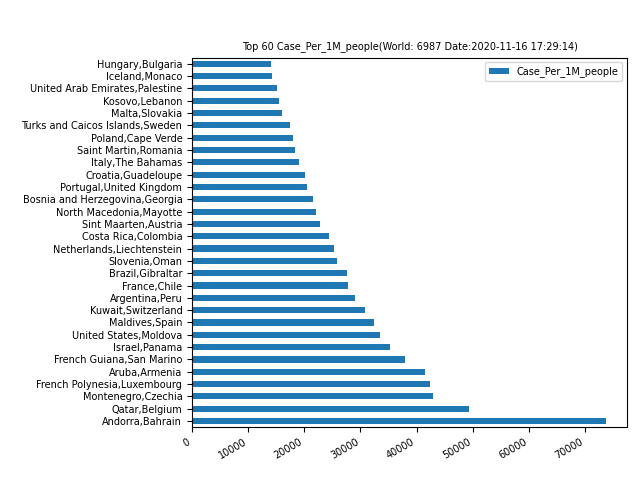 Top 60 Case_Per_1M_people(World: 6987 Date:2020-11-16 17:29:14)
Case_Per_1M_people
Hungary,Bulgaria
Iceland,Monaco
United Arab Emirates,Palestine
Kosovo,Lebanon
Malta,Slovakia
Turks and Caicos Islands,Sweden
Poland,Cape Verde
Saint Martin,Romania
Italy,The Bahamas
Croatia,Guadeloupe
Portugal,United Kingdom
Bosnia and Herzegovina,Georgia
North Macedonia,Mayotte
Sint Maarten,Austria
Costa Rica,Colombia
Netherlands,Liechtenstein
Slovenia,Oman
Brazil,Gibraltar
France,Chile
Argentina,Peru
Kuwait,Switzerland
Maldives,Spain
United States,Moldova
Israel,Panama
French Guiana,San Marino
Aruba,Armenia
French Polynesia,Luxembourg
Montenegro,Czechia
Qatar,Belgium
Andorra,Bahrain
0 10000 20000 30000 40000 50000 60000 70000